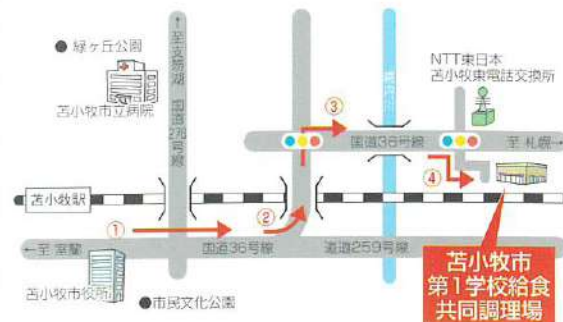 ←至支笏湖
● 緑ヶ丘公園
苫小牧市立病院
国道
276
号線
NTT東日本
苫小牧東電話交換所
③
国道36号線
至 札幌→
④
苫小牧駅
①
②
←至 室蘭
国道36号線
道道259号線
苫小牧市役所
●市民文化公園
苫小牧市
第1学校給食
共同調理場